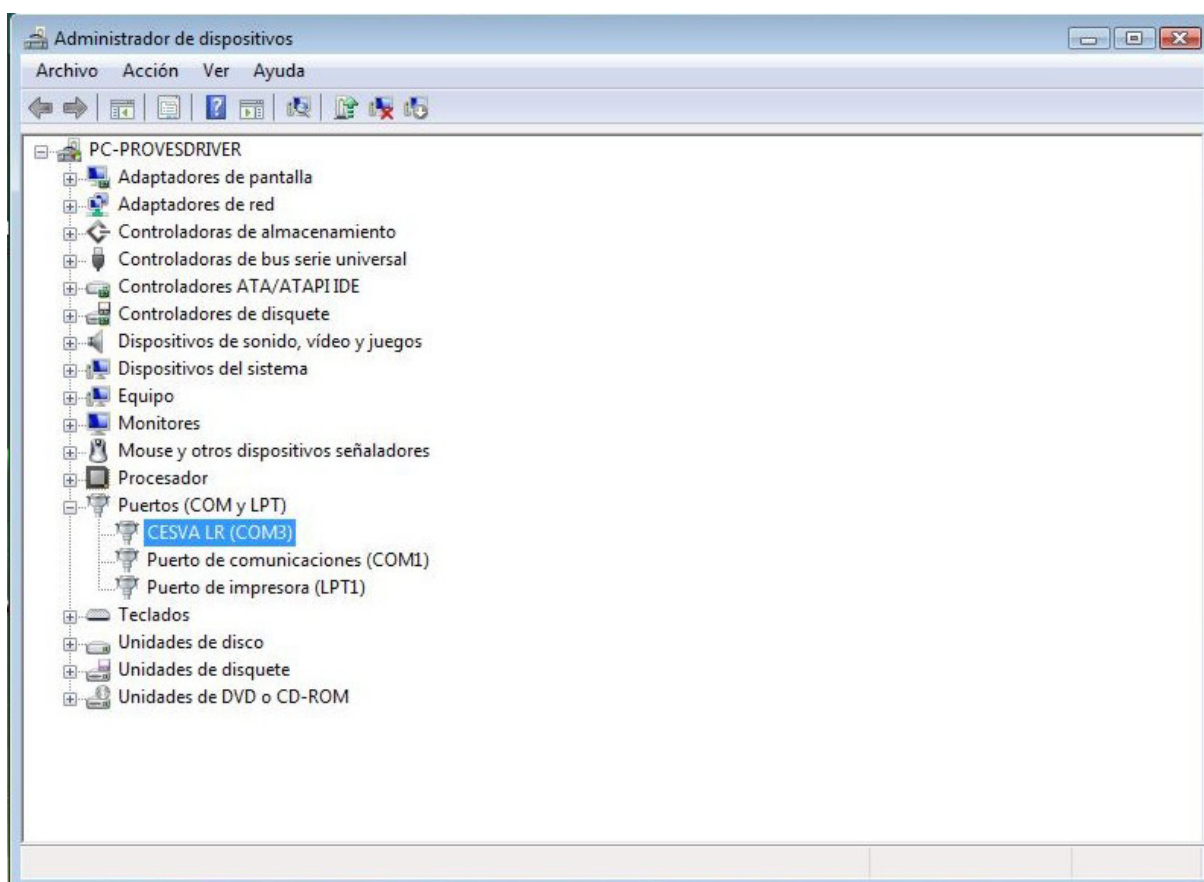 Administrador de dispositivos
Archivo Acción Ver Ayuda
PC-PROVESDRIVER
Adaptadores de pantalla
Adaptadores de red
Controladoras de almacenamiento
Controladoras de bus serie universal
Controladores ATA/ATAPI IDE
Controladores de disquete
Dispositivos de sonido, vídeo y juegos
Dispositivos del sistema
Equipo
Monitores
Mouse y otros dispositivos señaladores
Procesador
Puertos (COM y LPT)
CESVA LR (COM3)
Puerto de comunicaciones (COM1)
Puerto de impresora (LPT1)
Teclados
Unidades de disco
Unidades de disquete
Unidades de DVD o CD-ROM